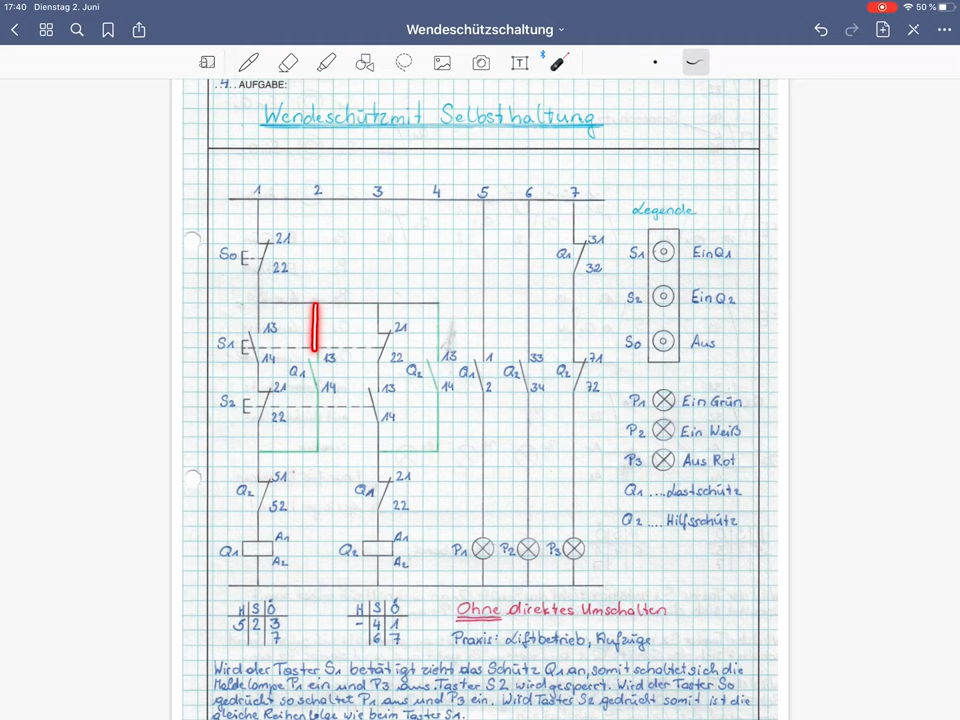 17:40 Dienstag 2. Juni
50 %
Wendeschützschaltung
T
4. AUFGABE:
Wendeschützmit Selbsthaltung
1 2 3 4 5 6 7
Legende
S0 21 22
Q1 31 32
S1 EinQ1
S2 EinQ2
S0 Aus
S1 13 14
21 22
Q1 13 14
Q2 13 14
Q1 1 2
Q2 33 34
Q2 71 72
S2 21 22
13 14
P1 Ein Grün
P2 Ein Weiß
P3 Aus Rot
Q2 51 52
Q1 21 22
Q1 ....Lastschütz
Q2 .... Hilfsschütz
Q1 A1 A2
Q2 A1 A2
P1 P2 P3
H S Ö
5 2 3
7
H S Ö
- 4 1
6 7
Ohne direktes Umschalten
Praxis: Liftbetrieb, Aufzüge
Wird der Taster S1 betätigt zieht das Schütz Q1 an, somit schaltet sich die
Meldelampe P1 ein und P3 aus. Taster S2 wird gesperrt. Wird der Taster S0
gedrückt so schaltet P1 aus und P3 ein. Wird Taster S2 gedrückt somit ist die
gleiche Reihenfolge wie beim Taster S1.